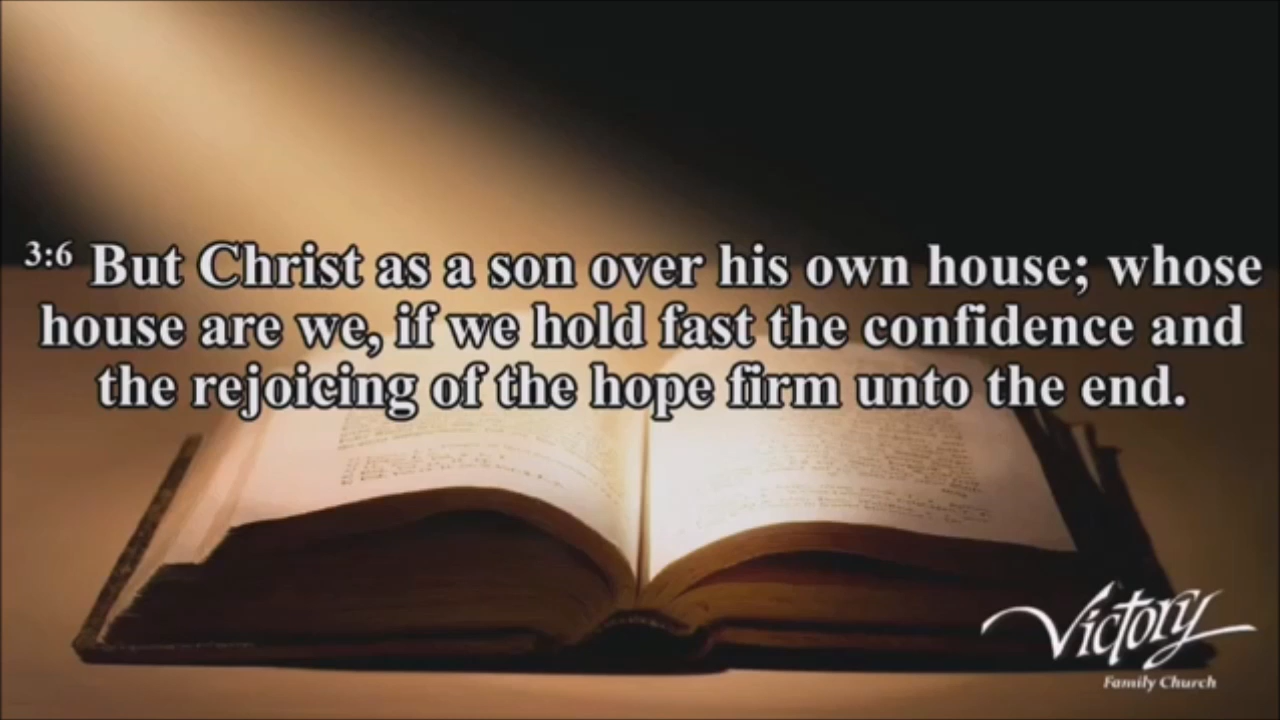 3:6 But Christ as a son over his own house; whose
house are we, if we hold fast the confidence and
the rejoicing of the hope firm unto the end.
Victory
Family Church